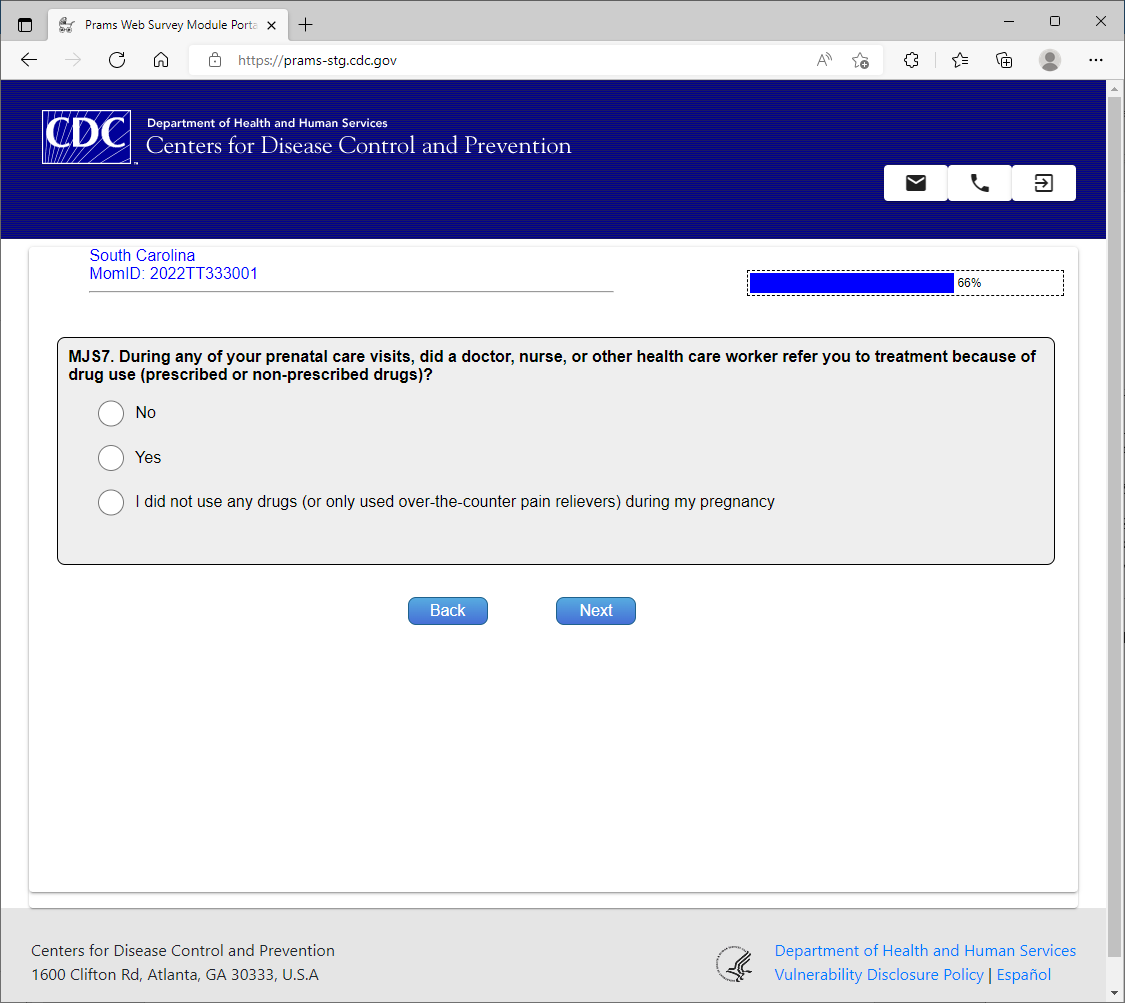 Prams Web Survey Module Porta
https://prams-stg.cdc.gov
CDC
Department of Health and Human Services
Centers for Disease Control and Prevention
South Carolina
MomID: 2022TT333001
66%
MJS7. During any of your prenatal care visits, did a doctor, nurse, or other health care worker refer you to treatment because of
drug use (prescribed or non-prescribed drugs)?
No
Yes
I did not use any drugs (or only used over-the-counter pain relievers) during my pregnancy
Back
Next
Centers for Disease Control and Prevention
1600 Clifton Rd, Atlanta, GA 30333, U.S.A
Department of Health and Human Services
Vulnerability Disclosure Policy | Español